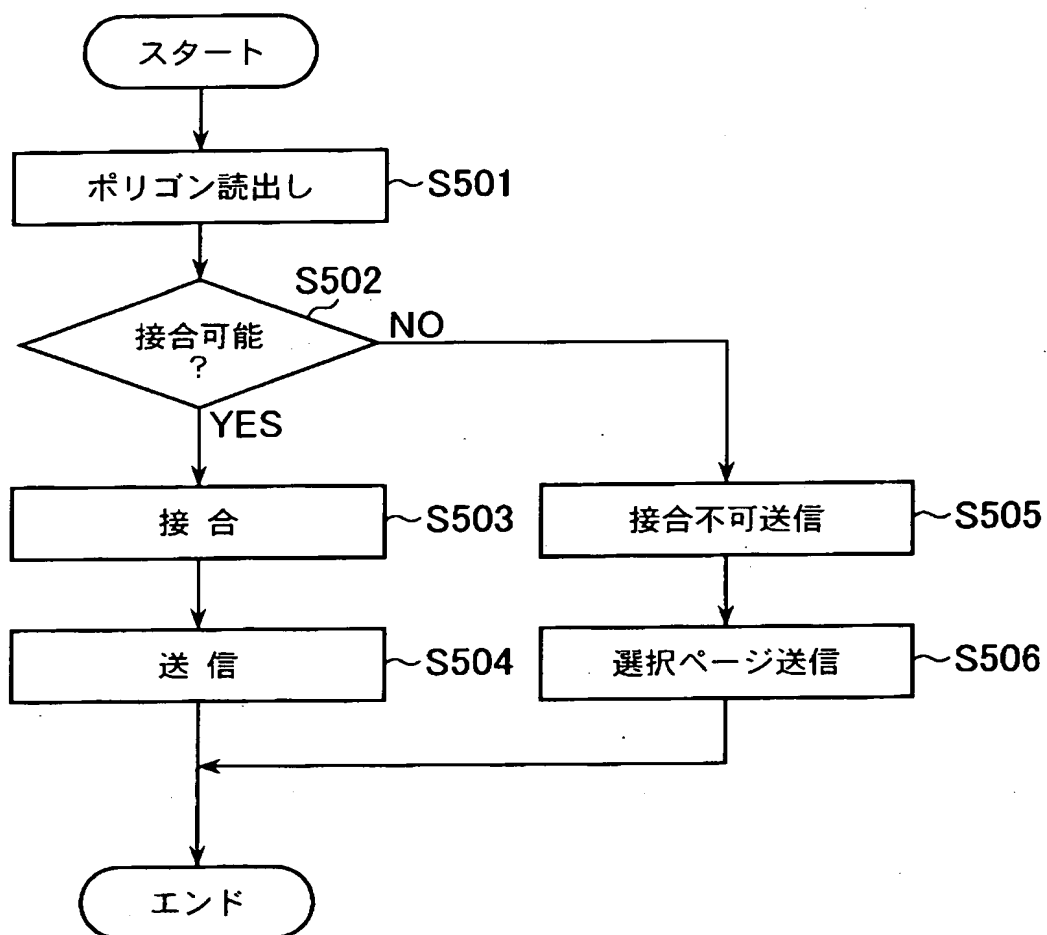 スタート
ポリゴン読出し
S501
S502
接合可能
?
NO
YES
接 合
S503
接合不可送信
S505
送 信
S504
選択ページ送信
S506
エンド